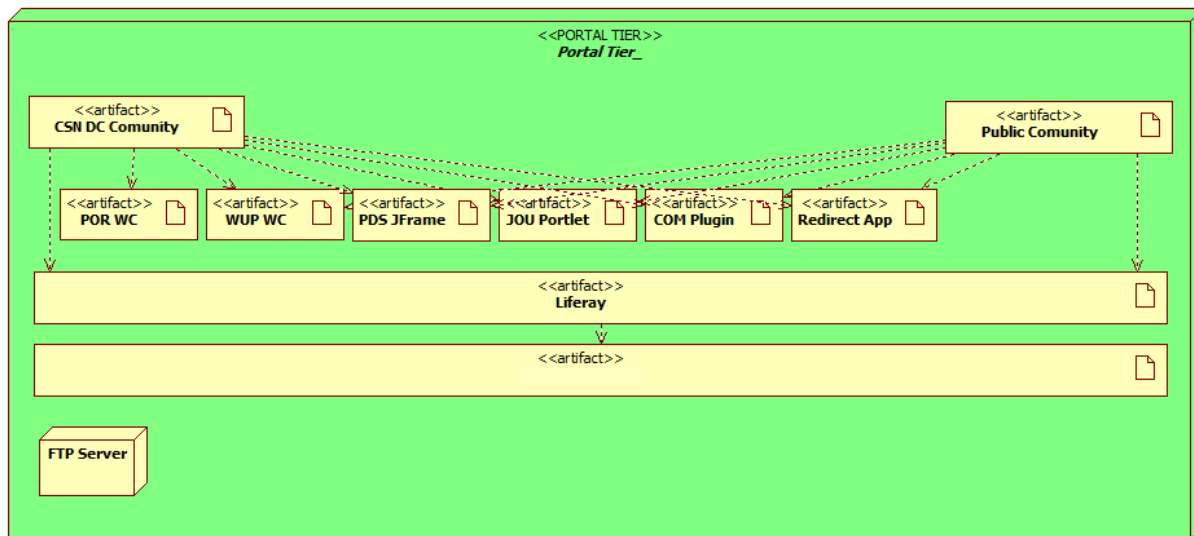 <<PORTAL TIER>>
Portal Tier_
<<artifact>>
CSN DC Comunity
<<artifact>>
Public Comunity
<<artifact>>
POR WC
<<artifact>>
WUP WC
<<artifact>>
PDS JFrame
<<artifact>>
JOU Portlet
<<artifact>>
COM Plugin
<<artifact>>
Redirect App
<<artifact>>
Liferay
<<artifact>>
FTP Server